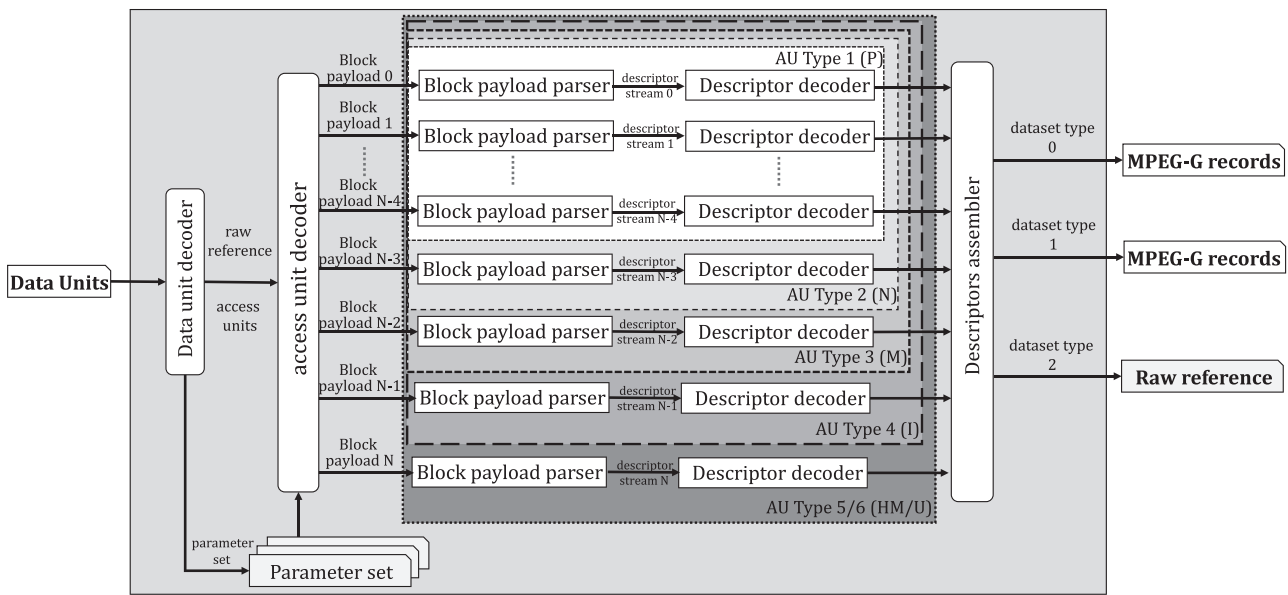 AU Type 1 (P)
Block
payload 0
Block payload parser
descriptor
stream 0
Descriptor decoder
Block
payload 1
Block payload parser
descriptor
stream 1
Descriptor decoder
Block
payload N-4
Block payload parser
descriptor
stream N-4
Descriptor decoder
Block
payload N-3
Block payload parser
descriptor
stream N-3
Descriptor decoder
AU Type 2 (N)
Block
payload N-2
Block payload parser
descriptor
stream N-2
Descriptor decoder
AU Type 3 (M)
Block
payload N-1
Block payload parser
descriptor
stream N-1
Descriptor decoder
AU Type 4 (I)
Block
payload N
Block payload parser
descriptor
stream N
Descriptor decoder
AU Type 5/6 (HM/U)
Data Units
Data unit decoder
raw
reference
access
units
access unit decoder
parameter
set
Parameter set
Descriptors assembler
dataset type
0
MPEG-G records
dataset type
1
MPEG-G records
dataset type
2
Raw reference